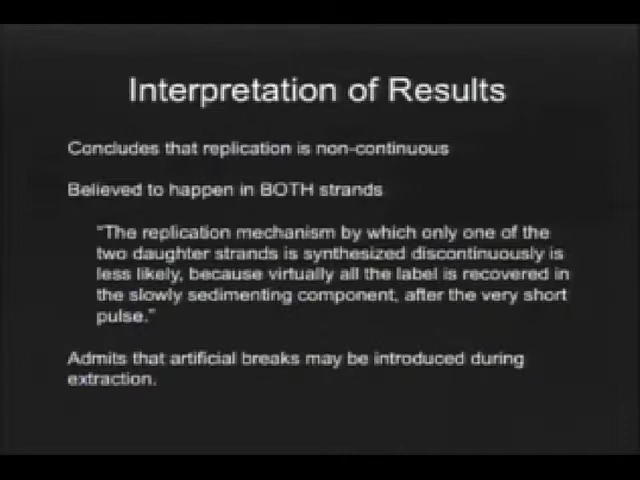 Interpretation of Results
Concludes that replication is non-continuous
Believed to happen in BOTH strands
"The replication mechanism by which only one of the
two daughter strands is synthesized discontinuously is
less likely, because virtually all the label is recovered in
the slowly sedimenting component, after the very short
pulse."
Admits that artificial breaks may be introduced during
extraction.